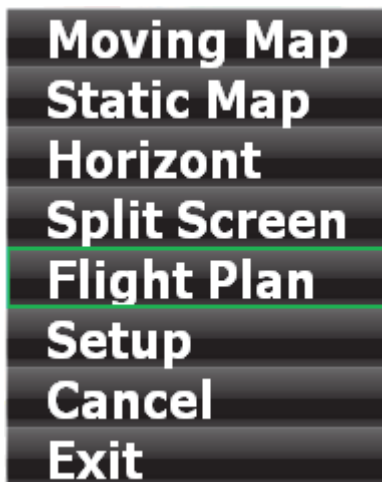 Moving Map
Static Map
Horizont
Split Screen
Flight Plan
Setup
Cancel
Exit